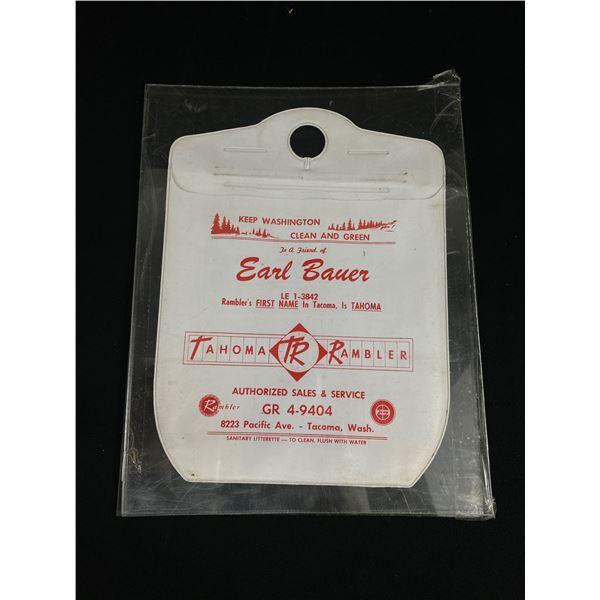 KEEP WASHINGTON
CLEAN AND GREEN
To A Friend of
Earl Bauer
LE 1-3842
Rambler's FIRST NAME In Tacoma, Is TAHOMA
TAHOMA TR RAMBLER
AUTHORIZED SALES & SERVICE
Rambler GR 4-9404
8223 Pacific Ave. - Tacoma, Wash.
SANITARY LITTERETTE — TO CLEAN, FLUSH WITH WATER